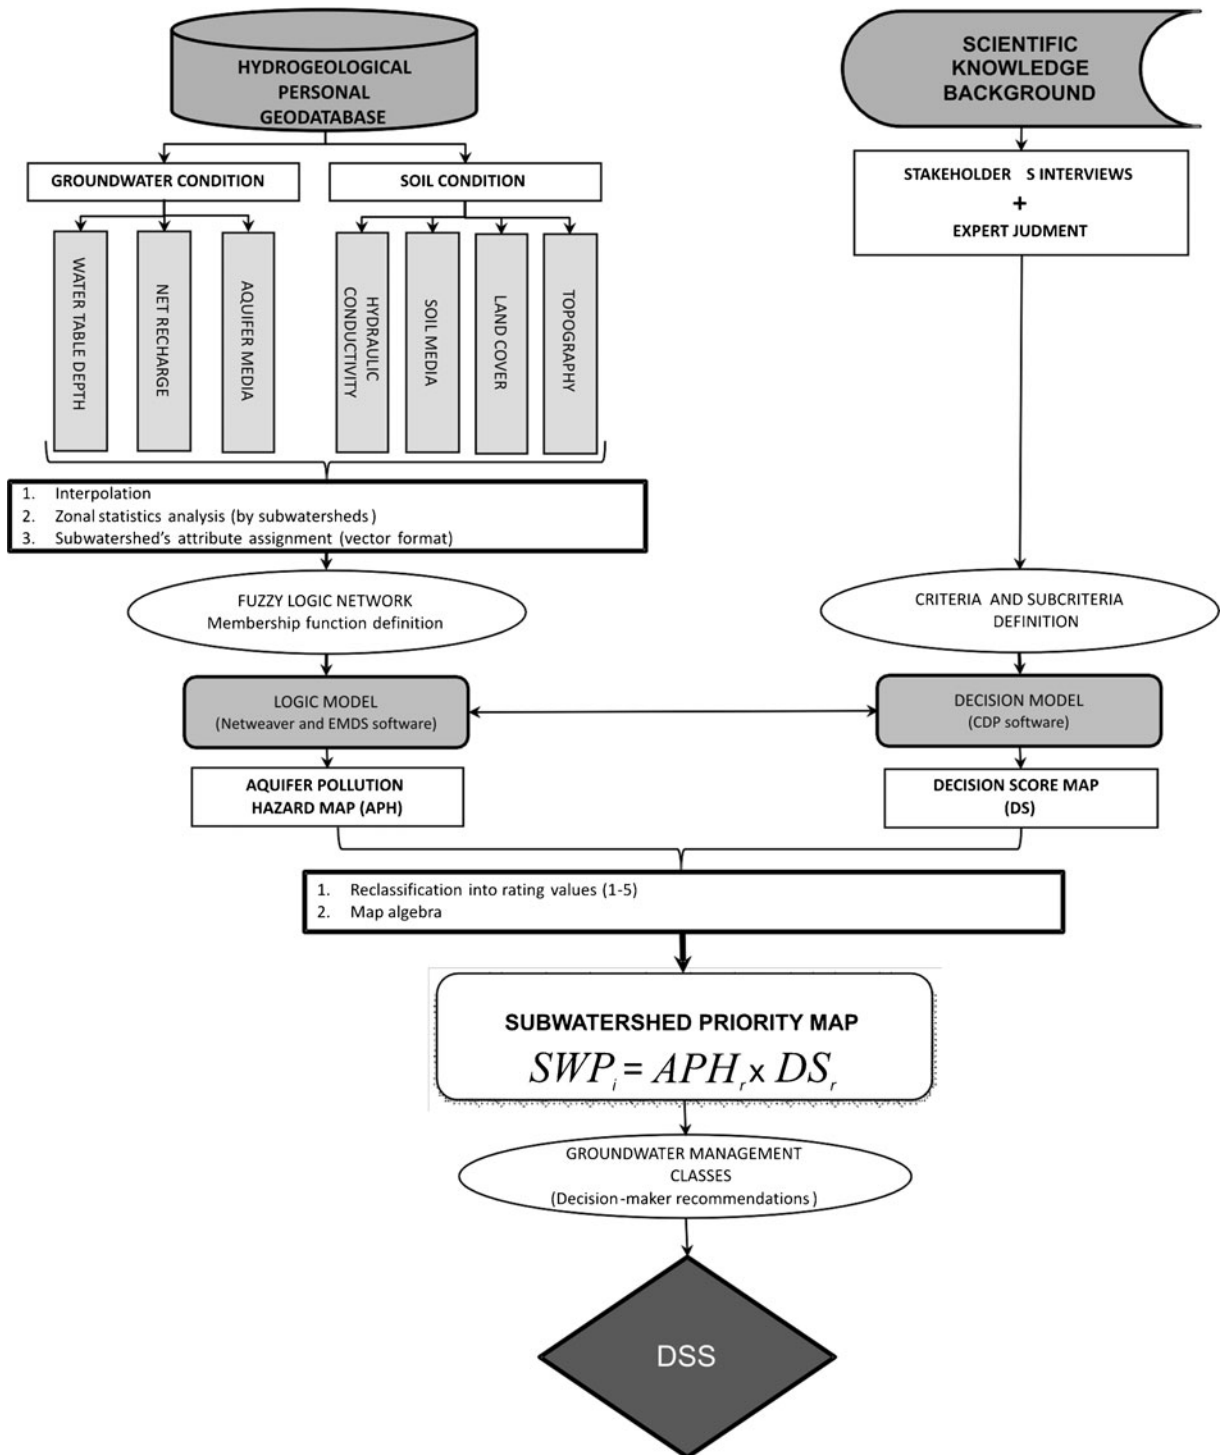 HYDROGEOLOGICAL
PERSONAL
GEODATABASE
SCIENTIFIC
KNOWLEDGE
BACKGROUND
GROUNDWATER CONDITION
SOIL CONDITION
STAKEHOLDER S INTERVIEWS
+
EXPERT JUDMENT
WATER TABLE DEPTH
NET RECHARGE
AQUIFER MEDIA
HYDRAULIC
CONDUCTIVITY
SOIL MEDIA
LAND COVER
TOPOGRAPHY
1. Interpolation
2. Zonal statistics analysis (by subwatersheds)
3. Subwatershed's attribute assignment (vector format)
FUZZY LOGIC NETWORK
Membership function definition
CRITERIA AND SUBCRITERIA
DEFINITION
LOGIC MODEL
(Netweaver and EMDS software)
DECISION MODEL
(CDP software)
AQUIFER POLLUTION
HAZARD MAP (APH)
DECISION SCORE MAP
(DS)
1. Reclassification into rating values (1-5)
2. Map algebra
SUBWATERSHED PRIORITY MAP
SWP_i = APH_r x DS_r
GROUNDWATER MANAGEMENT
CLASSES
(Decision-maker recommendations)
DSS